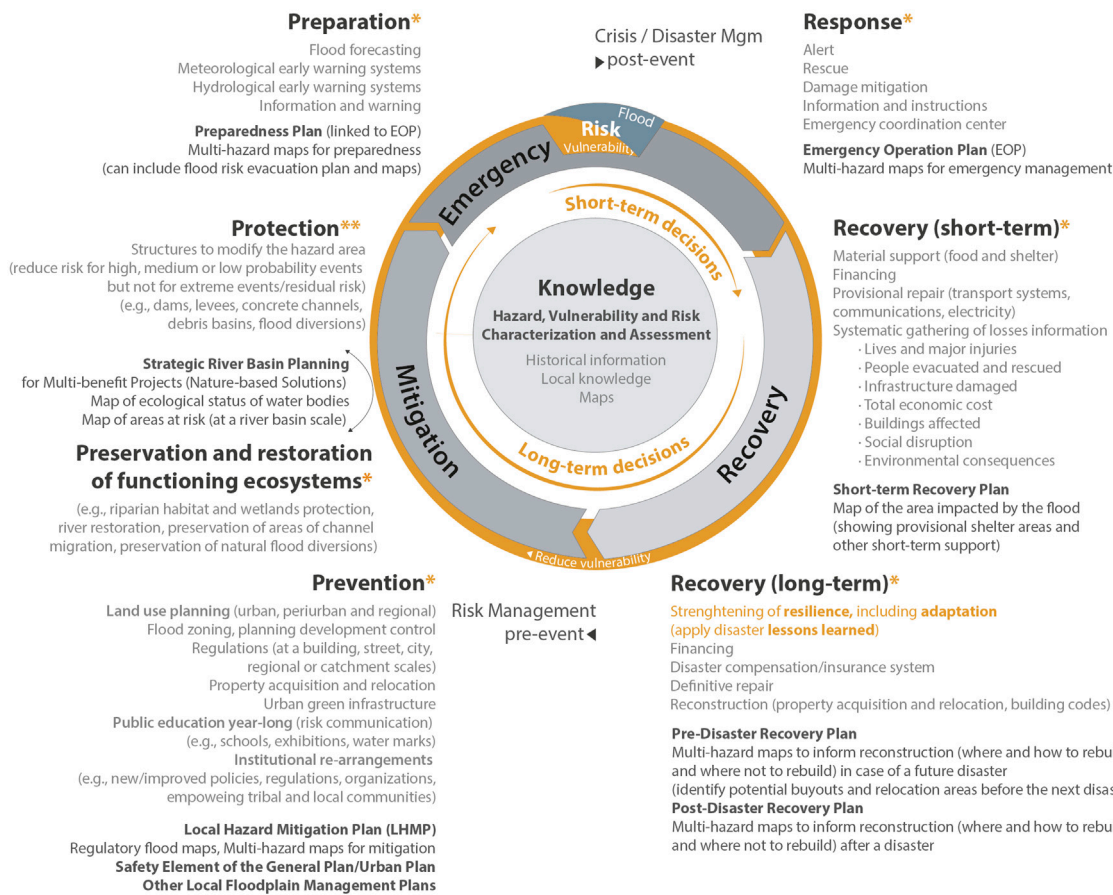 Preparation*
Flood forecasting
Meteorological early warning systems
Hydrological early warning systems
Information and warning
Preparedness Plan (linked to EOP)
Multi-hazard maps for preparedness
(can include flood risk evacuation plan and maps)
Crisis / Disaster Mgm
▶post-event
Response*
Alert
Rescue
Damage mitigation
Information and instructions
Emergency coordination center
Emergency Operation Plan (EOP)
Multi-hazard maps for emergency management
Flood
Risk
Vulnerability
Emergency
Short-term decisions
Knowledge
Hazard, Vulnerability and Risk
Characterization and Assessment
Historical information
Local knowledge
Maps
Long-term decisions
Mitigation
Recovery
◀ Reduce vulnerability
Protection**
Structures to modify the hazard area
(reduce risk for high, medium or low probability events
but not for extreme events/residual risk)
(e.g., dams, levees, concrete channels,
debris basins, flood diversions)
Strategic River Basin Planning
for Multi-benefit Projects (Nature-based Solutions)
Map of ecological status of water bodies
Map of areas at risk (at a river basin scale)
Preservation and restoration
of functioning ecosystems*
(e.g., riparian habitat and wetlands protection,
river restoration, preservation of areas of channel
migration, preservation of natural flood diversions)
Recovery (short-term)*
Material support (food and shelter)
Financing
Provisional repair (transport systems,
communications, electricity)
Systematic gathering of losses information
· Lives and major injuries
· People evacuated and rescued
· Infrastructure damaged
· Total economic cost
· Buildings affected
· Social disruption
· Environmental consequences
Short-term Recovery Plan
Map of the area impacted by the flood
(showing provisional shelter areas and
other short-term support)
Prevention*
Land use planning (urban, periurban and regional)
Flood zoning, planning development control
Regulations (at a building, street, city,
regional or catchment scales)
Property acquisition and relocation
Urban green infrastructure
Public education year-long (risk communication)
(e.g., schools, exhibitions, water marks)
Institutional re-arrangements
(e.g., new/improved policies, regulations, organizations,
empoweing tribal and local communities)
Local Hazard Mitigation Plan (LHMP)
Regulatory flood maps, Multi-hazard maps for mitigation
Safety Element of the General Plan/Urban Plan
Other Local Floodplain Management Plans
Risk Management
pre-event◀
Recovery (long-term)*
Strenghtening of resilience, including adaptation
(apply disaster lessons learned)
Financing
Disaster compensation/insurance system
Definitive repair
Reconstruction (property acquisition and relocation, building codes)
Pre-Disaster Recovery Plan
Multi-hazard maps to inform reconstruction (where and how to rebu
and where not to rebuild) in case of a future disaster
(identify potential buyouts and relocation areas before the next disa
Post-Disaster Recovery Plan
Multi-hazard maps to inform reconstruction (where and how to rebu
and where not to rebuild) after a disaster